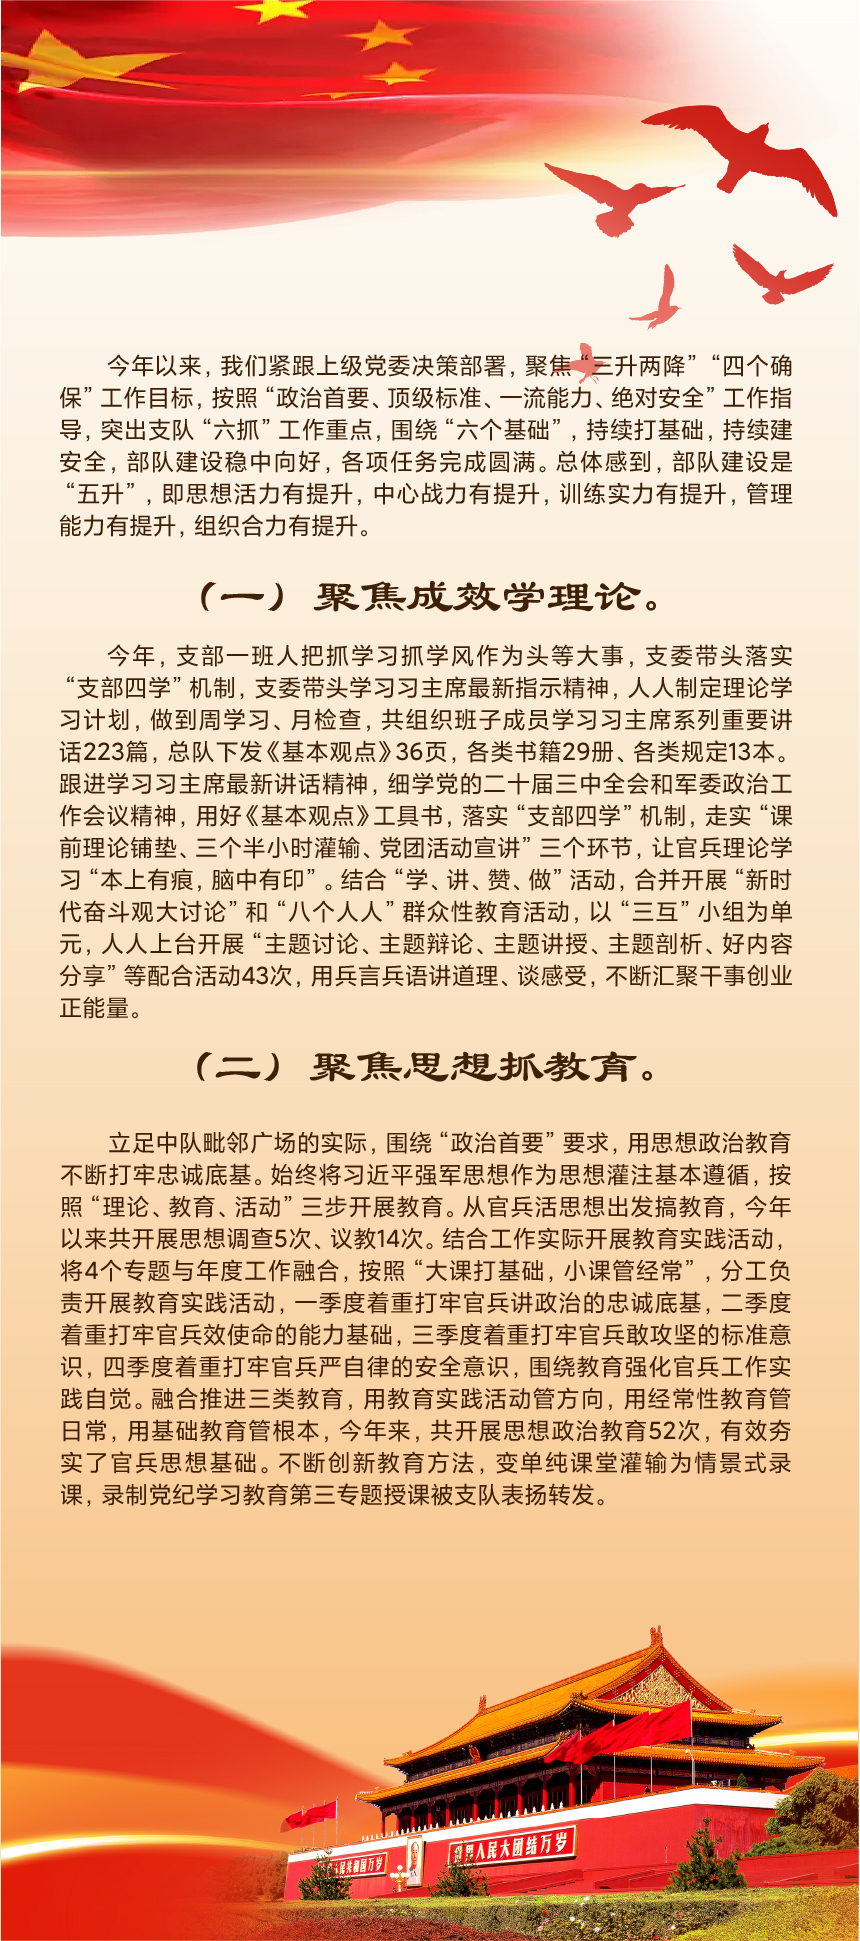 今年以来，我们紧跟上级党委决策部署，聚焦“三升两降”“四个确
保”工作目标，按照“政治首要、顶级标准、一流能力、绝对安全”工作指
导，突出支队“六抓”工作重点，围绕“六个基础”，持续打基础，持续建
安全，部队建设稳中向好，各项任务完成圆满。总体感到，部队建设是
“五升”，即思想活力有提升，中心战力有提升，训练实力有提升，管理
能力有提升，组织合力有提升。
（一）聚焦成效学理论。
今年，支部一班人把抓学习抓学风作为头等大事，支委带头落实
“支部四学”机制，支委带头学习习主席最新指示精神，人人制定理论学
习计划，做到周学习、月检查，共组织班子成员学习习主席系列重要讲
话223篇，总队下发《基本观点》36页，各类书籍29册、各类规定13本。
跟进学习习主席最新讲话精神，细学党的二十届三中全会和军委政治工
作会议精神，用好《基本观点》工具书，落实“支部四学”机制，走实“课
前理论铺垫、三个半小时灌输、党团活动宣讲”三个环节，让官兵理论学
习“本上有痕，脑中有印”。结合“学、讲、赞、做”活动，合并开展“新时
代奋斗观大讨论”和“八个人人”群众性教育活动，以“三互”小组为单
元，人人上台开展“主题讨论、主题辩论、主题讲授、主题剖析、好内容
分享”等配合活动43次，用兵言兵语讲道理、谈感受，不断汇聚干事创业
正能量。
（二）聚焦思想抓教育。
立足中队毗邻广场的实际，围绕“政治首要”要求，用思想政治教育
不断打牢忠诚底基。始终将习近平强军思想作为思想灌注基本遵循，按
照“理论、教育、活动”三步开展教育。从官兵活思想出发搞教育，今年
以来共开展思想调查5次、议教14次。结合工作实际开展教育实践活动，
将4个专题与年度工作融合，按照“大课打基础，小课管经常”，分工负
责开展教育实践活动，一季度着重打牢官兵讲政治的忠诚底基，二季度
着重打牢官兵效使命的能力基础，三季度着重打牢官兵敢攻坚的标准意
识，四季度着重打牢官兵严自律的安全意识，围绕教育强化官兵工作实
践自觉。融合推进三类教育，用教育实践活动管方向，用经常性教育管
日常，用基础教育管根本，今年来，共开展思想政治教育52次，有效夯
实了官兵思想基础。不断创新教育方法，变单纯课堂灌输为情景式录
课，录制党纪学习教育第三专题授课被支队表扬转发。
人民共和国万岁
世界人民大团结万岁